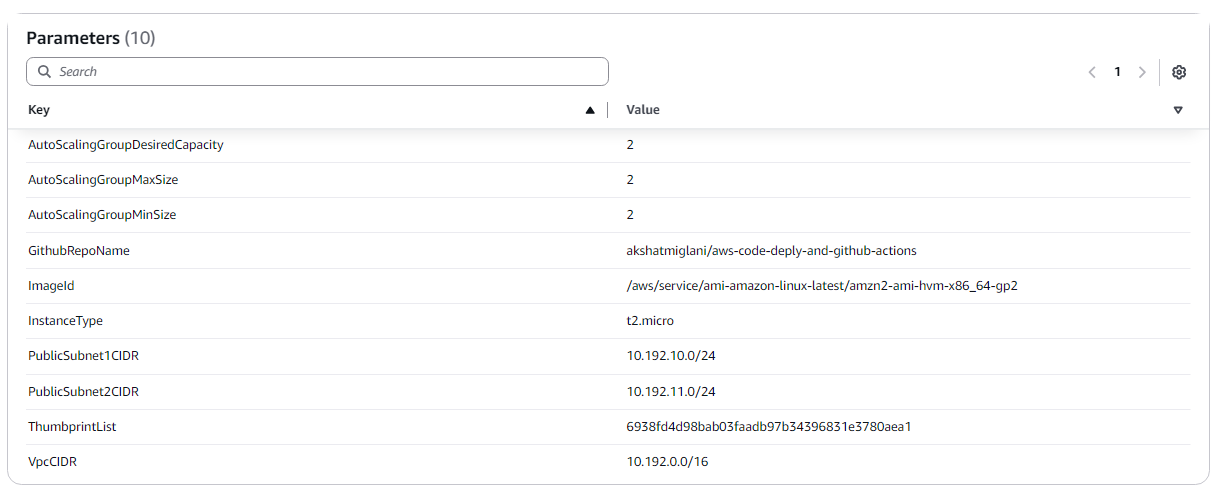 Parameters (10)
Search
1
Key Value
AutoScalingGroupDesiredCapacity 2
AutoScalingGroupMaxSize 2
AutoScalingGroupMinSize 2
GithubRepoName akshatmiglani/aws-code-deply-and-github-actions
ImageId /aws/service/ami-amazon-linux-latest/amzn2-ami-hvm-x86_64-gp2
InstanceType t2.micro
PublicSubnet1CIDR 10.192.10.0/24
PublicSubnet2CIDR 10.192.11.0/24
ThumbprintList 6938fd4d98bab03faadb97b34396831e3780aea1
VpcCIDR 10.192.0.0/16